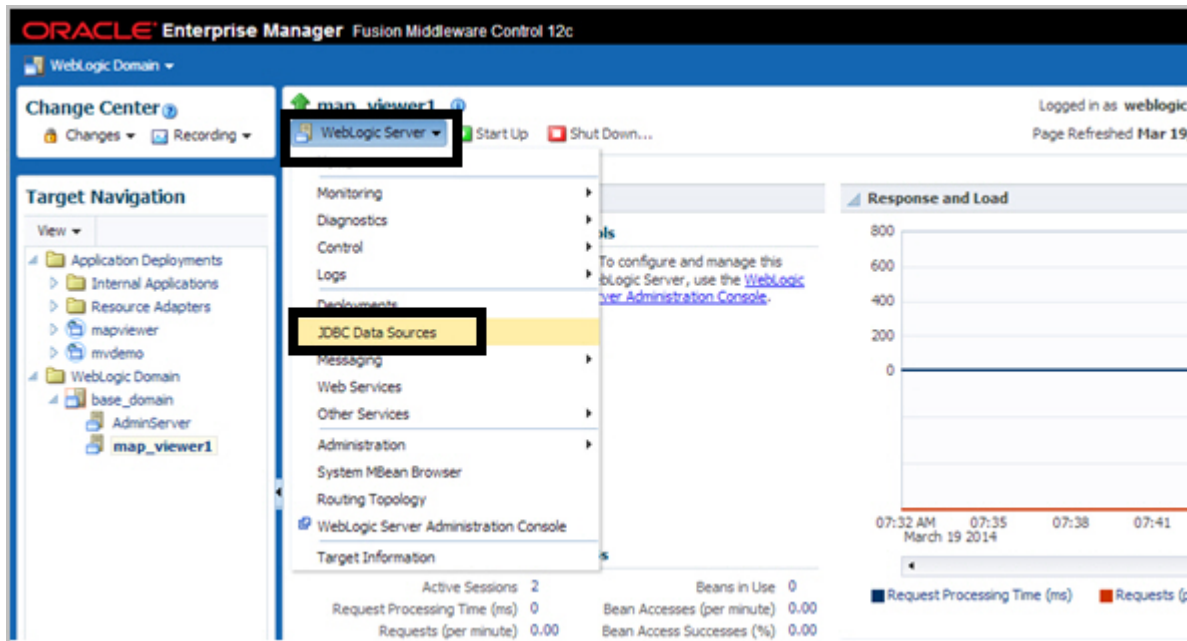 ORACLE Enterprise Manager Fusion Middleware Control 12c
WebLogic Domain
Change Center
Changes
Recording
map_viewer1
WebLogic Server
Start Up
Shut Down...
Logged in as weblogic
Page Refreshed Mar 19
Target Navigation
View
Application Deployments
Internal Applications
Resource Adapters
mapviewer
mvdemo
WebLogic Domain
base_domain
AdminServer
map_viewer1
Monitoring
Diagnostics
Control
Logs
Deployments
JDBC Data Sources
Messaging
Web Services
Other Services
Administration
System MBean Browser
Routing Topology
WebLogic Server Administration Console
Target Information
To configure and manage this
Server, use the WebLogic
Administration Console.
Active Sessions 2
Request Processing Time (ms) 0
Requests (per minute) 0.00
Beans in Use 0
Bean Accesses (per minute) 0.00
Bean Access Successes (%) 0.00
Response and Load
800
600
400
200
0
07:32 AM 07:35 07:38 07:41
March 19 2014
Request Processing Time (ms) Requests (p